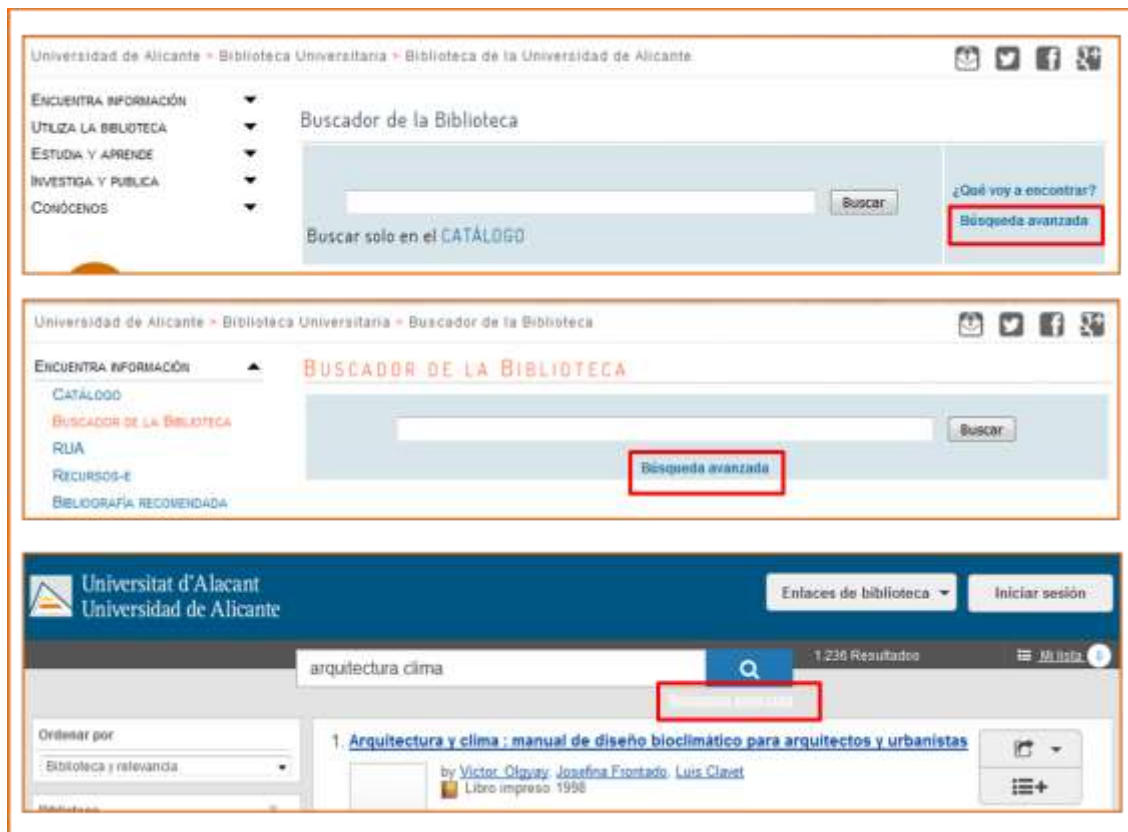 Universidad de Alicante > Biblioteca Universitaria > Biblioteca de la Universidad de Alicante
ENCUENTRA INFORMACIÓN
UTILIZA LA BIBLIOTECA
ESTUDIA Y APRENDE
INVESTIGA Y PUBLICA
CONÓCENOS
Buscador de la Biblioteca
Buscar
¿Qué voy a encontrar?
Búsqueda avanzada
Buscar solo en el CATÁLOGO
Universidad de Alicante > Biblioteca Universitaria > Buscador de la Biblioteca
ENCUENTRA INFORMACIÓN
CATÁLOGO
BUSCADOR DE LA BIBLIOTECA
RUA
RECURSOS-E
BIBLIOGRAFÍA RECOMENDADA
BUSCADOR DE LA BIBLIOTECA
Buscar
Búsqueda avanzada
Universitat d'Alacant
Universidad de Alicante
Enlaces de biblioteca
Iniciar sesión
arquitectura clima
1.236 Resultados
Mi lista
Ordenar por
Biblioteca y relevancia
1. Arquitectura y clima : manual de diseño bioclimático para arquitectos y urbanistas
by Victor, Olgyay, Josefina Frontado, Luis Clavet
Libro impreso 1998